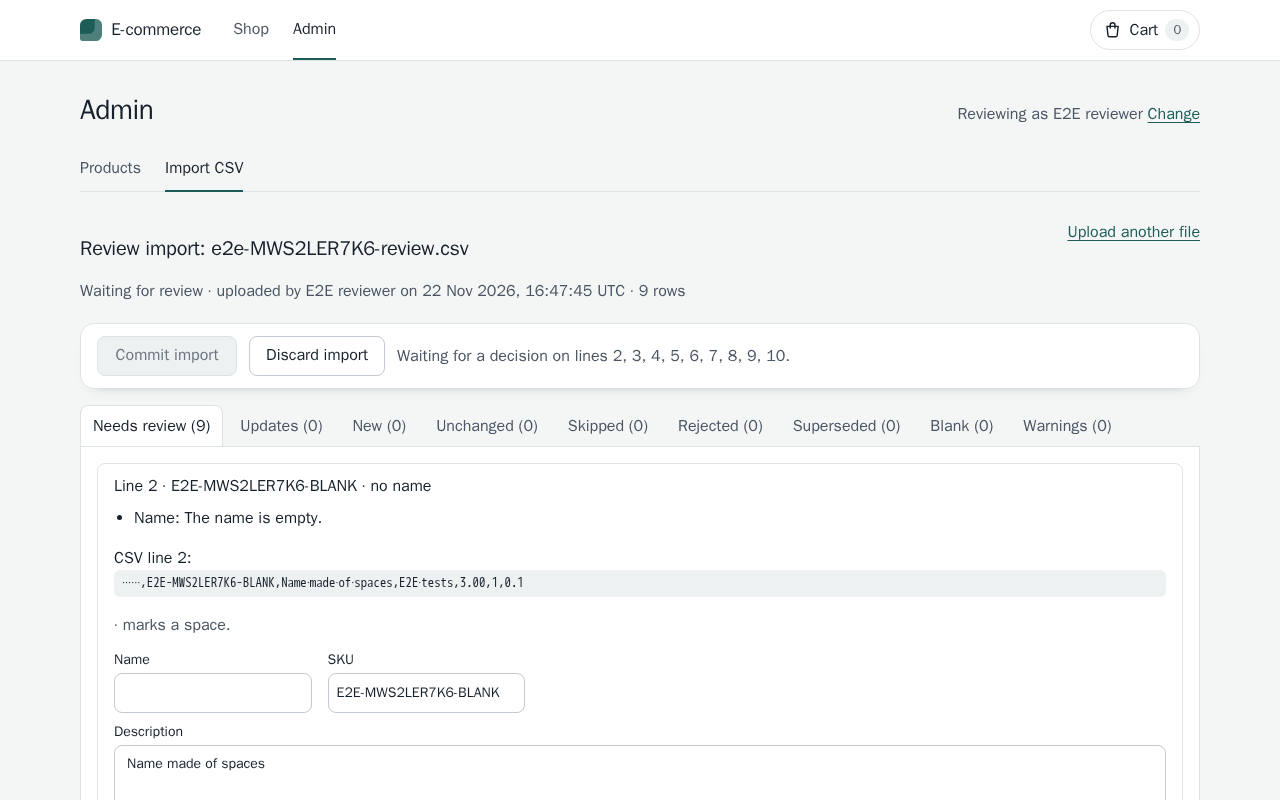 E-commerce Shop Admin Cart 0
Admin
Reviewing as E2E reviewer Change
Products Import CSV
Upload another file
Review import: e2e-MWS2LER7K6-review.csv
Waiting for review · uploaded by E2E reviewer on 22 Nov 2026, 16:47:45 UTC · 9 rows
Commit import Discard import Waiting for a decision on lines 2, 3, 4, 5, 6, 7, 8, 9, 10.
Needs review (9) Updates (0) New (0) Unchanged (0) Skipped (0) Rejected (0) Superseded (0) Blank (0) Warnings (0)
Line 2 · E2E-MWS2LER7K6-BLANK · no name
• Name: The name is empty.
CSV line 2:
······,E2E-MWS2LER7K6-BLANK,Name·made·of·spaces,E2E·tests,3.00,1,0.1
· marks a space.
Name SKU
E2E-MWS2LER7K6-BLANK
Description
Name made of spaces